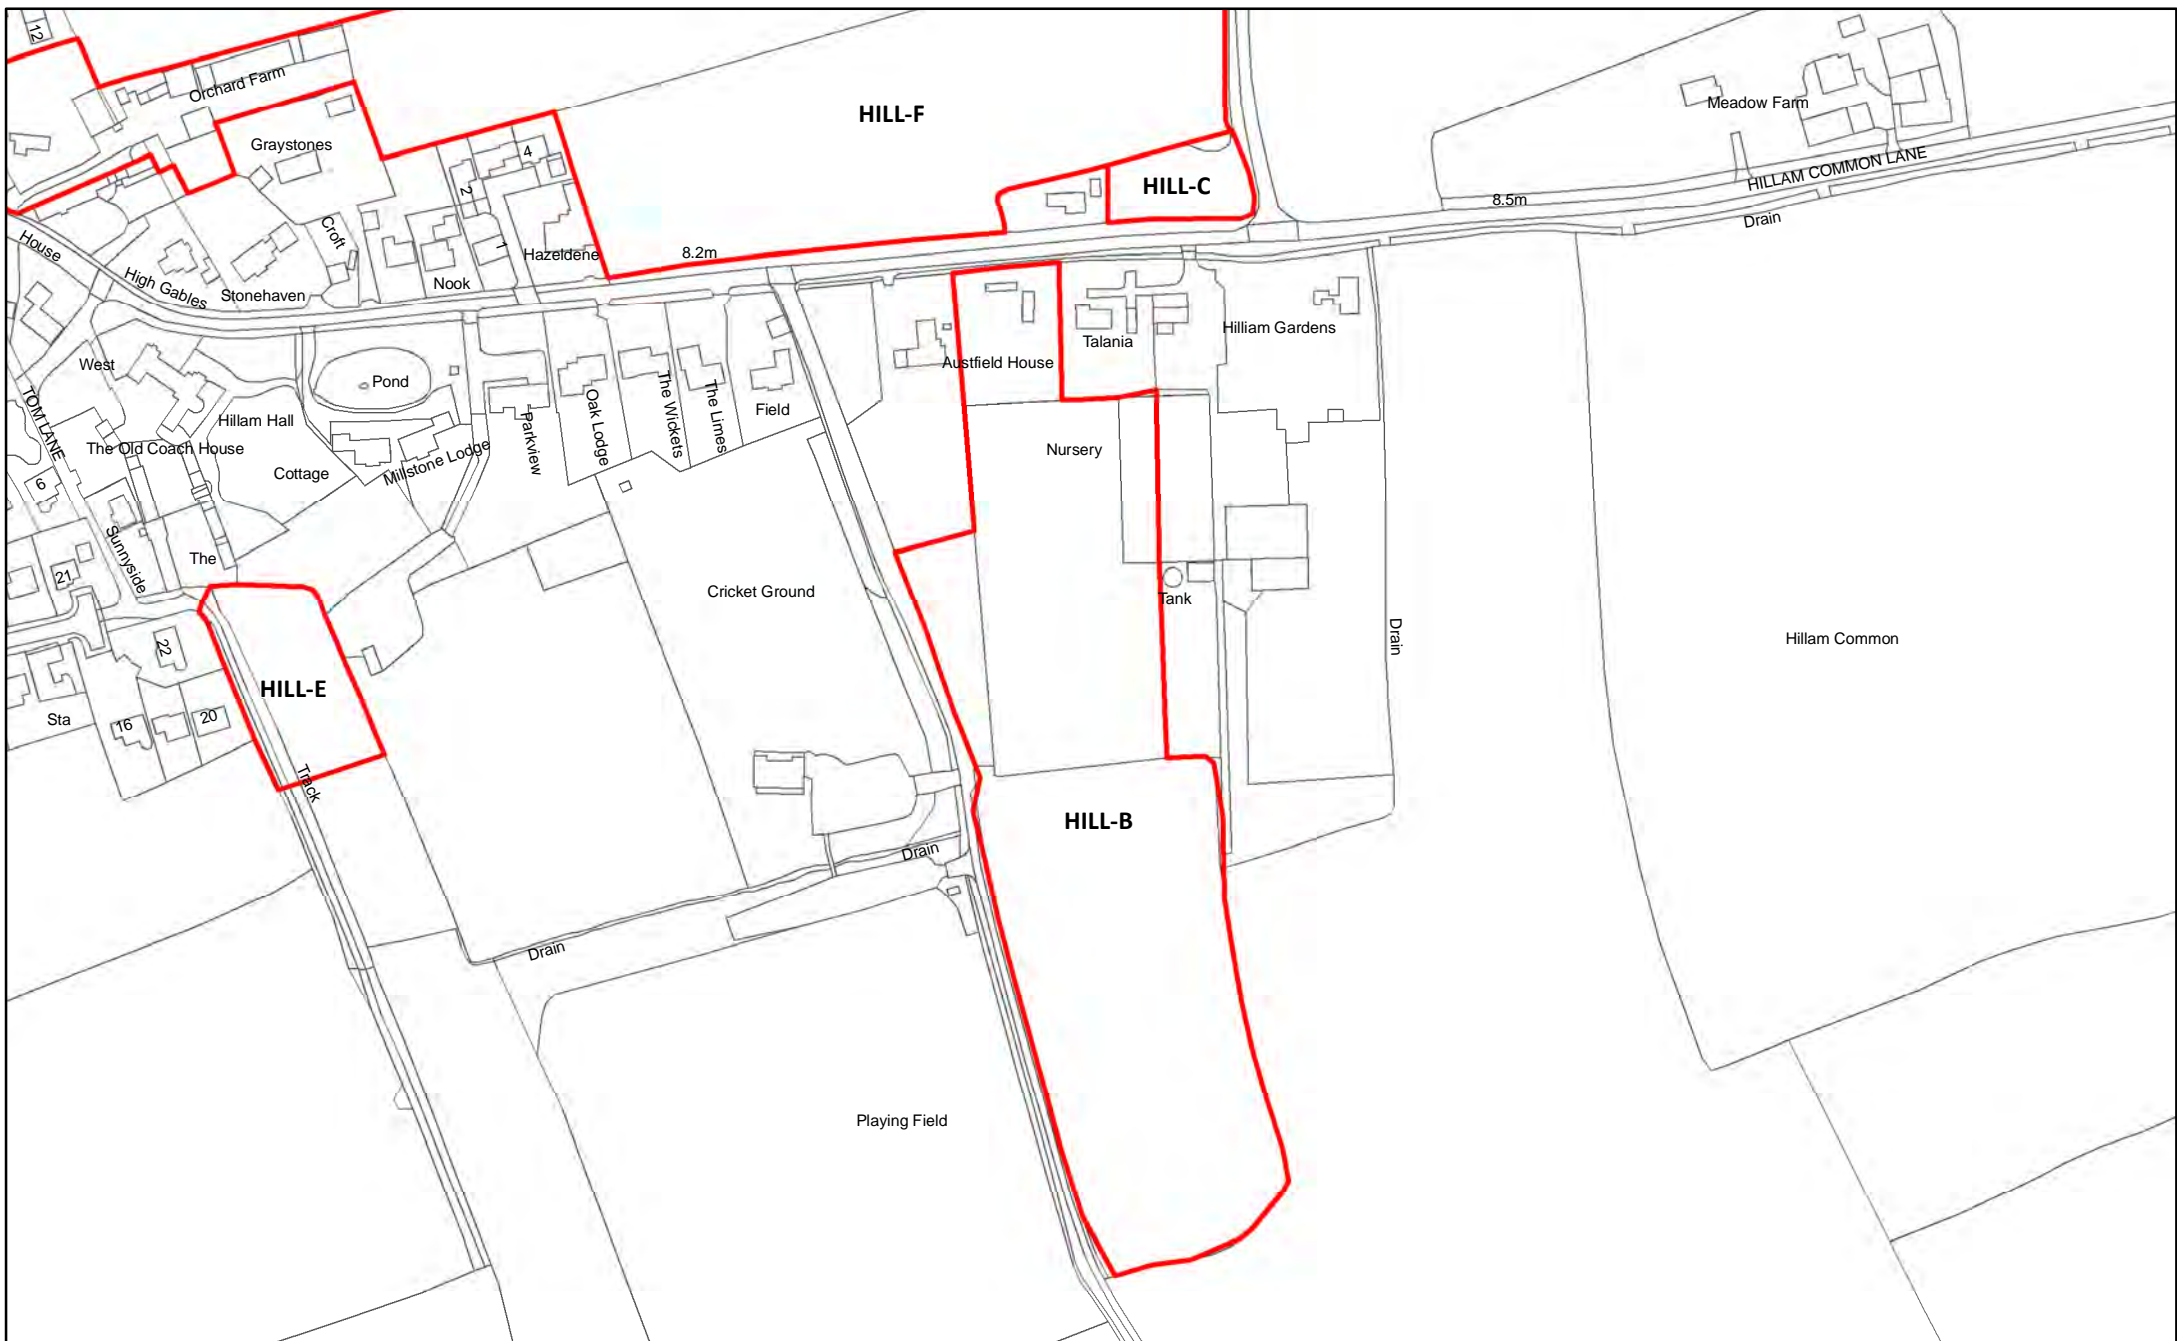 12
Orchard Farm
HILL-F
Meadow Farm
Graystones
4
HILL-C
HILLAM COMMON LANE
2
8.5m
Drain
Croft
House
1
Hazeldene
8.2m
High Gables
Stonehaven
Nook
Hilliam Gardens
Talania
West
Pond
Austfield House
TOM LANE
Hillam Hall
Oak Lodge
The Wickets
The Limes
Field
Parkview
The Old Coach House
Millstone Lodge
Nursery
Cottage
6
Sunnyside
The
21
Cricket Ground
Tank
Drain
Hillam Common
22
HILL-E
Sta
16
20
Track
HILL-B
Drain
Drain
Playing Field